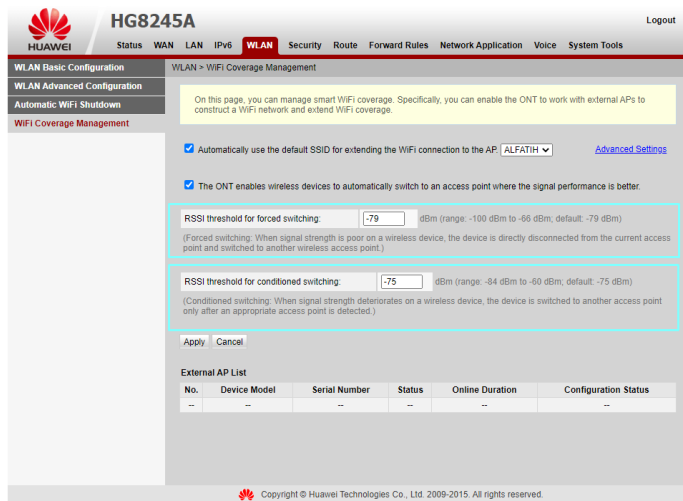 HG8245A
Logout
HUAWEI
Status WAN LAN IPv6 WLAN Security Route Forward Rules Network Application Voice System Tools
WLAN Basic Configuration
WLAN Advanced Configuration
Automatic WiFi Shutdown
WiFi Coverage Management
WLAN > WiFi Coverage Management
On this page, you can manage smart WiFi coverage. Specifically, you can enable the ONT to work with external APs to
construct a WiFi network and extend WiFi coverage.
Automatically use the default SSID for extending the WiFi connection to the AP. ALFATIH Advanced Settings
The ONT enables wireless devices to automatically switch to an access point where the signal performance is better.
RSSI threshold for forced switching: -79 dBm (range: -100 dBm to -66 dBm; default: -79 dBm)
(Forced switching: When signal strength is poor on a wireless device, the device is directly disconnected from the current access
point and switched to another wireless access point.)
RSSI threshold for conditioned switching: -75 dBm (range: -84 dBm to -60 dBm; default: -75 dBm)
(Conditioned switching: When signal strength deteriorates on a wireless device, the device is switched to another access point
only after an appropriate access point is detected.)
Apply Cancel
External AP List
No. Device Model Serial Number Status Online Duration Configuration Status
-- -- -- -- -- --
Copyright © Huawei Technologies Co., Ltd. 2009-2015. All rights reserved.